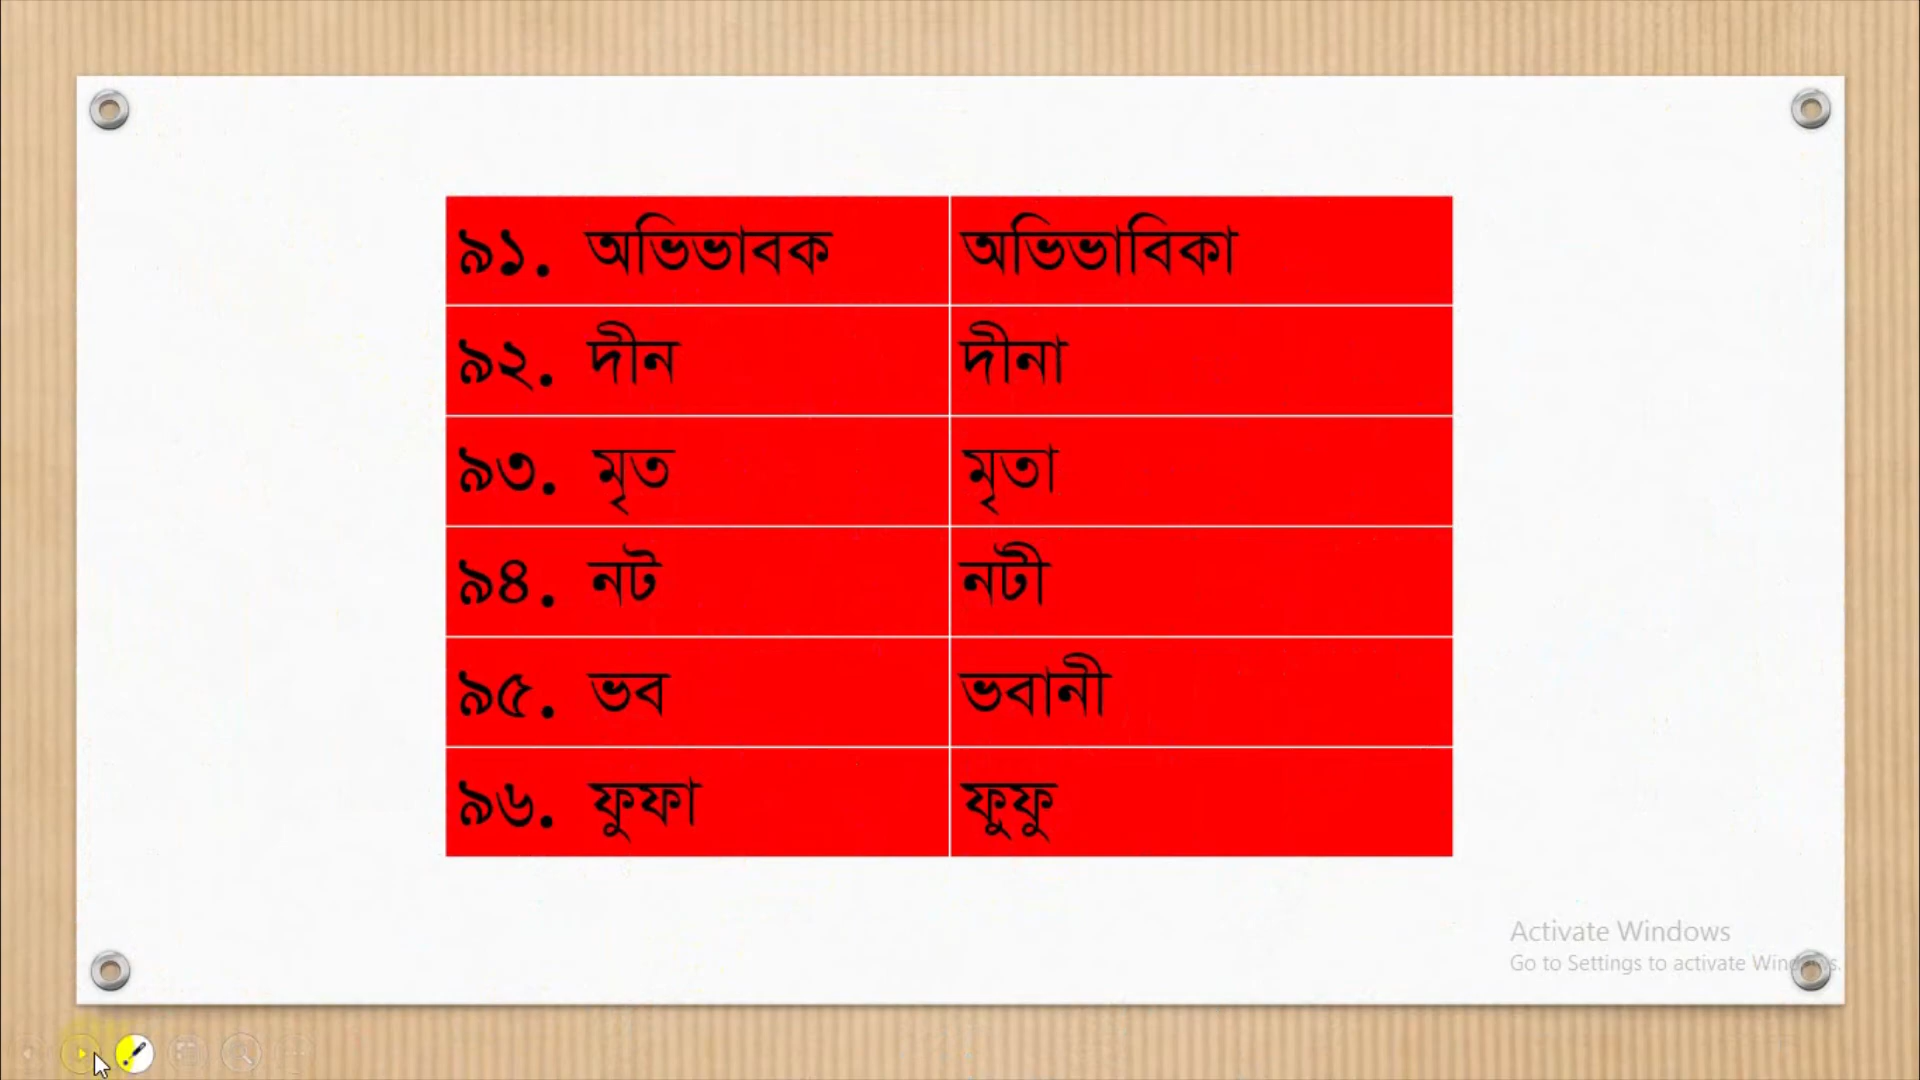 ৯১. অভিভাবক অভিভাবিকা
৯২. দীন দীনা
৯৩. মৃত মৃতা
৯৪. নট নটী
৯৫. ভব ভবানী
৯৬. ফুফা ফুফু
Activate Windows
Go to Settings to activate Windows.